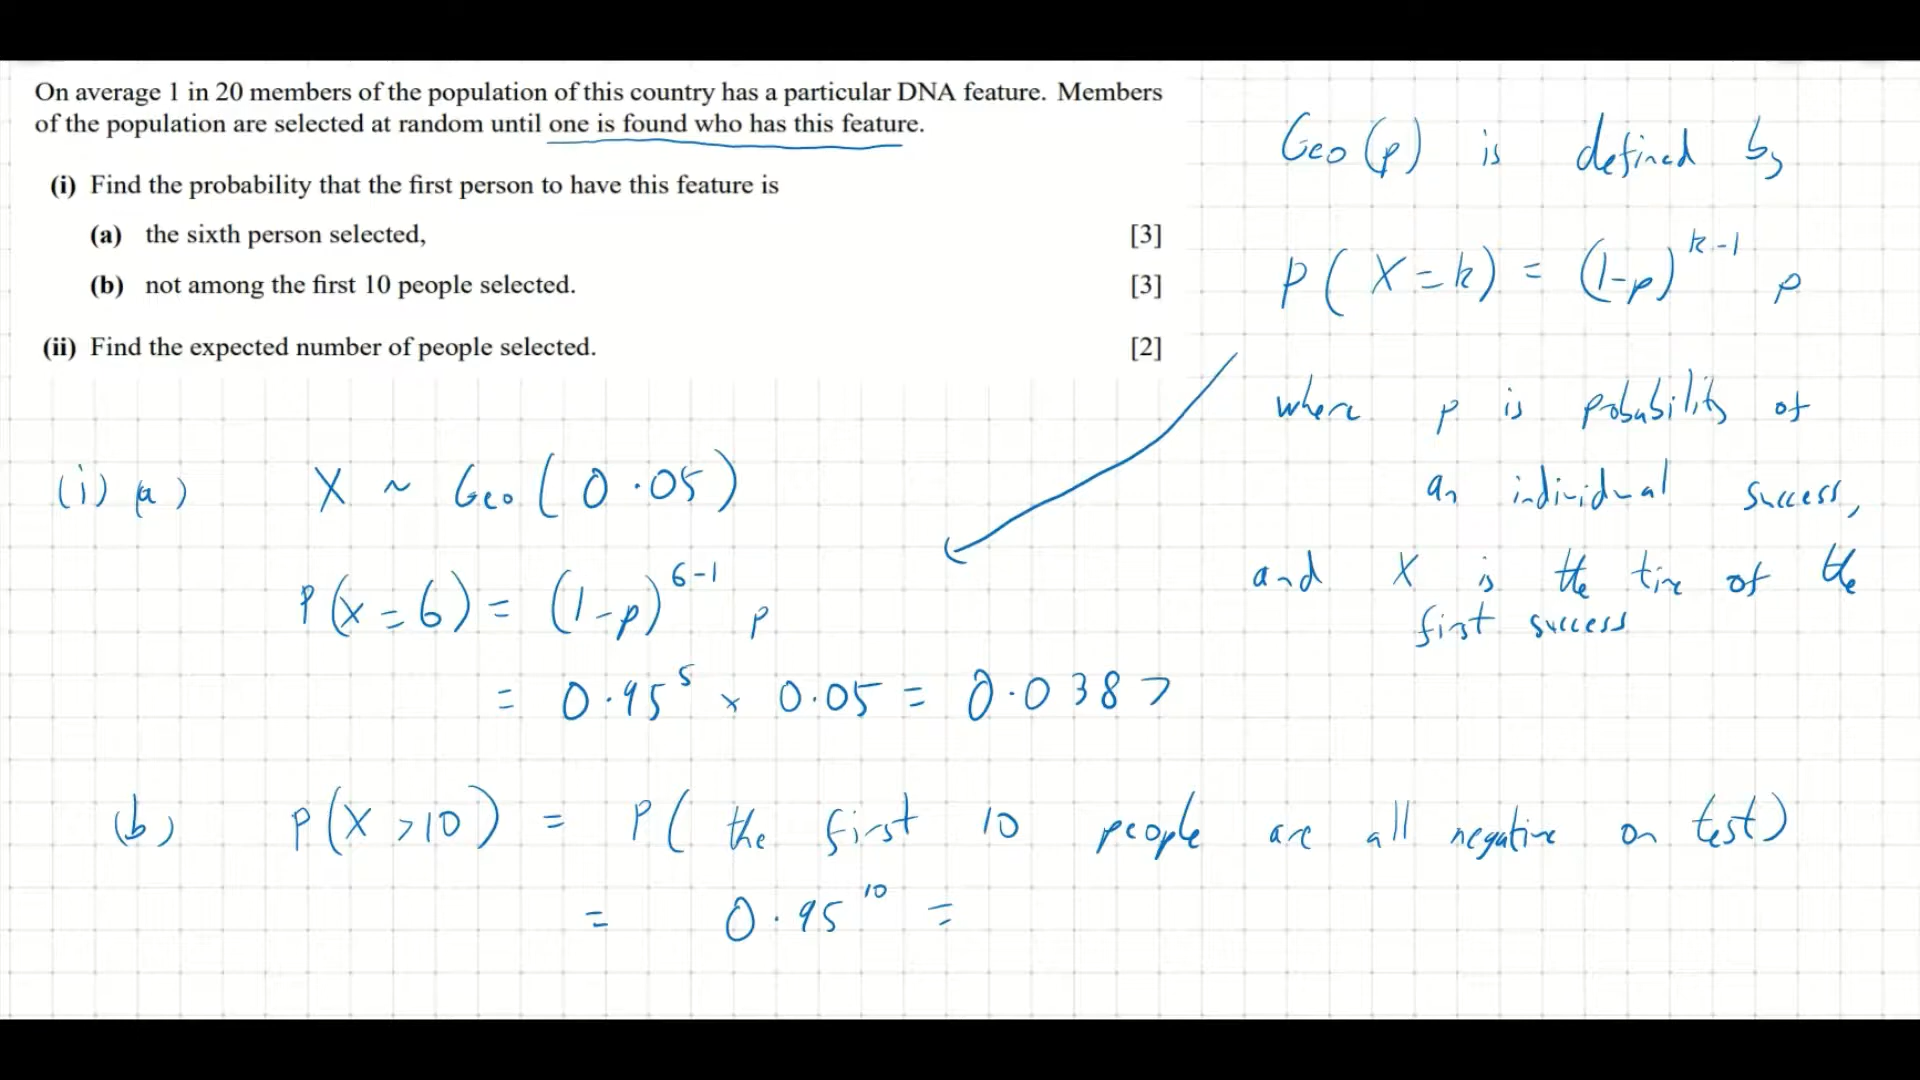 On average 1 in 20 members of the population of this country has a particular DNA feature. Members
of the population are selected at random until one is found who has this feature.
(i) Find the probability that the first person to have this feature is
(a) the sixth person selected, [3]
(b) not among the first 10 people selected. [3]
(ii) Find the expected number of people selected. [2]
Geo(p) is defined by
P(X=k) = (1-p)^{k-1} p
where p is probability of
an individual success,
and X is the time of the
first success
(i) (a) X ~ Geo(0.05)
P(X=6) = (1-p)^{6-1} p
= 0.95^5 × 0.05 = 0.0387
(b) P(X>10) = P( the first 10 people are all negative on test)
= 0.95^{10} =